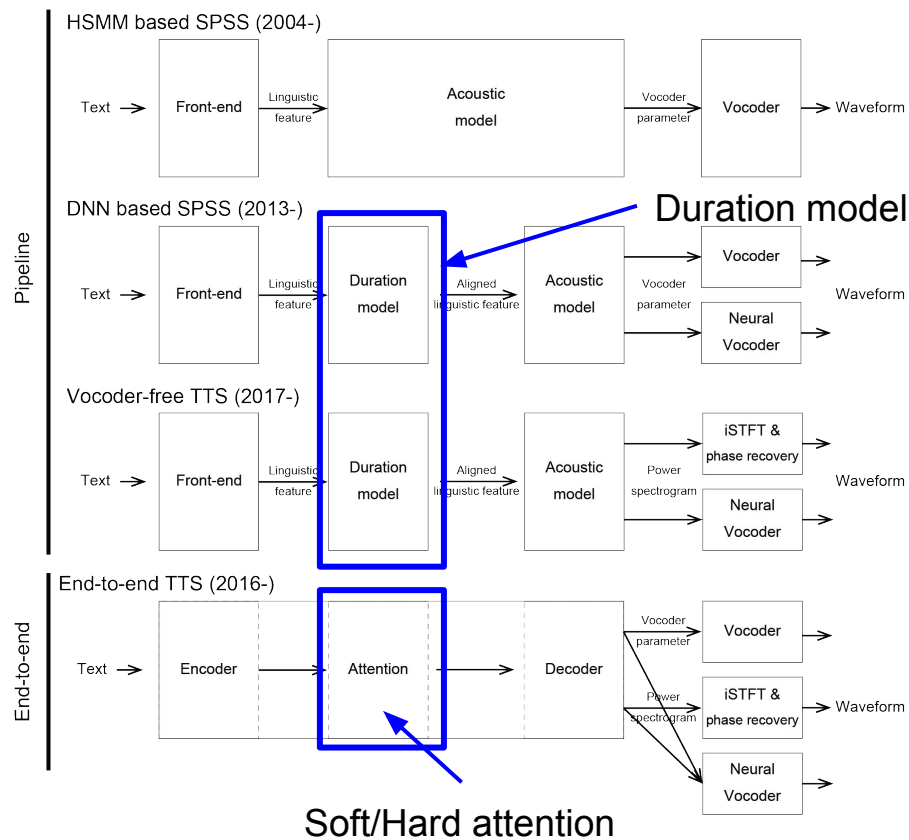 HSMM based SPSS (2004-)
Text
Front-end
Linguistic
feature
Acoustic
model
Vocoder
parameter
Vocoder
Waveform
Pipeline
DNN based SPSS (2013-)
Duration model
Text
Front-end
Linguistic
feature
Duration
model
Aligned
linguistic feature
Acoustic
model
Vocoder
parameter
Vocoder
Neural
Vocoder
Waveform
Vocoder-free TTS (2017-)
Text
Front-end
Linguistic
feature
Duration
model
Aligned
linguistic feature
Acoustic
model
Power
spectrogram
iSTFT &
phase recovery
Neural
Vocoder
Waveform
End-to-end
End-to-end TTS (2016-)
Text
Encoder
Attention
Decoder
Vocoder
parameter
Power
spectrogram
Vocoder
iSTFT &
phase recovery
Neural
Vocoder
Waveform
Soft/Hard attention